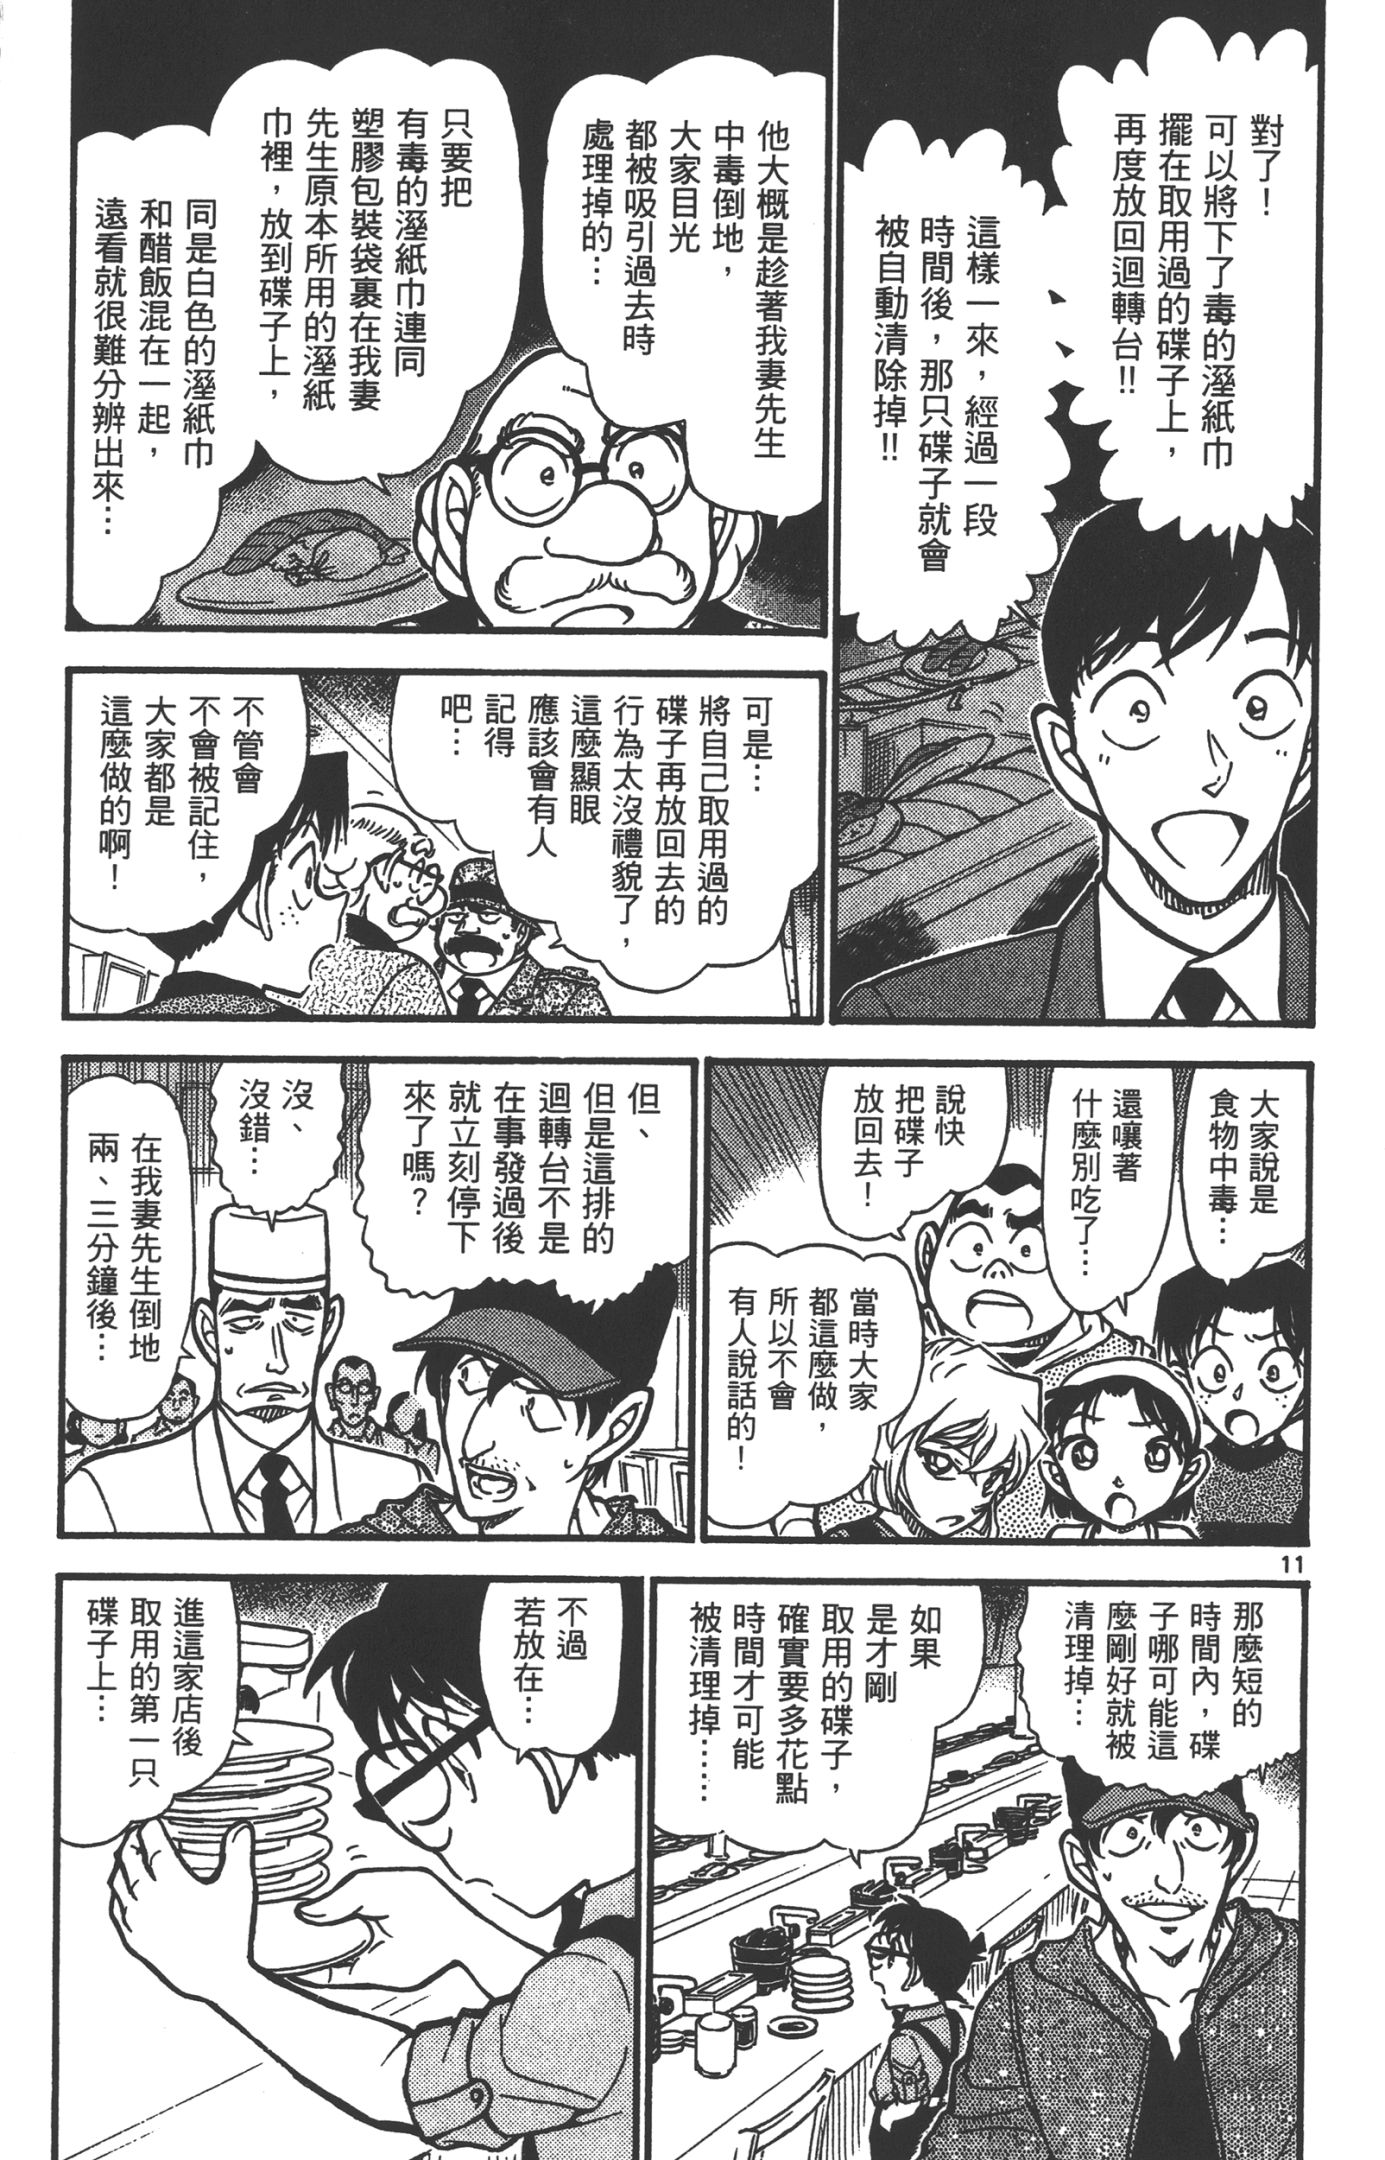 對了！
可以將下了毒的溼紙巾
擺在取用過的碟子上，
再度放回迴轉台!!
這樣一來，經過一段
時間後，那只碟子就會
被自動清除掉!!
他大概是趁著我妻先生
中毒倒地，
大家目光
都被吸引過去時
處理掉的…
只要把
有毒的溼紙巾連同
塑膠包裝袋裹在我妻
先生原本所用的溼紙
巾裡，放到碟子上，
同是白色的溼紙巾
和醋飯混在一起，
遠看就很難分辨出來…
可是…
將自己取用過的
碟子再放回去的
行為太沒禮貌了，
這麼顯眼
應該會有人
記得
吧…
不管會
不會被記住，
大家都是
這麼做的啊！
大家說是
食物中毒…
還嚷著
什麼別吃了…
說快
把碟子
放回去！
當時大家
都這麼做，
所以不會
有人說話的！
但、
但是這排的
迴轉台不是
在事發過後
就立刻停下
來了嗎？
沒、
沒錯…
在我妻先生倒地
兩、三分鐘後…
11
那麼短的
時間內，碟
子哪可能這
麼剛好就被
清理掉…
如果
是才剛
取用的碟子，
確實要多花點
時間才可能
被清理掉……
不過
若放在…
進這家店後
取用的第一只
碟子上…